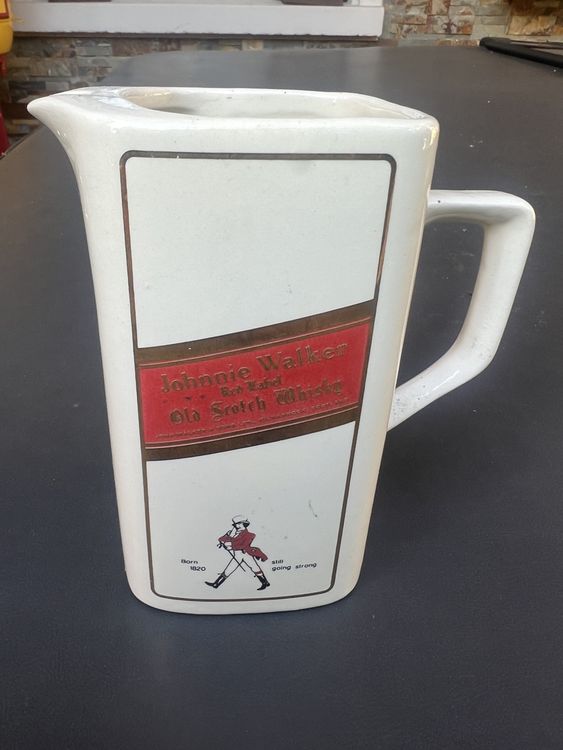 Johnnie Walker
Red Label
Old Scotch Whisky
Born still
1820 going strong